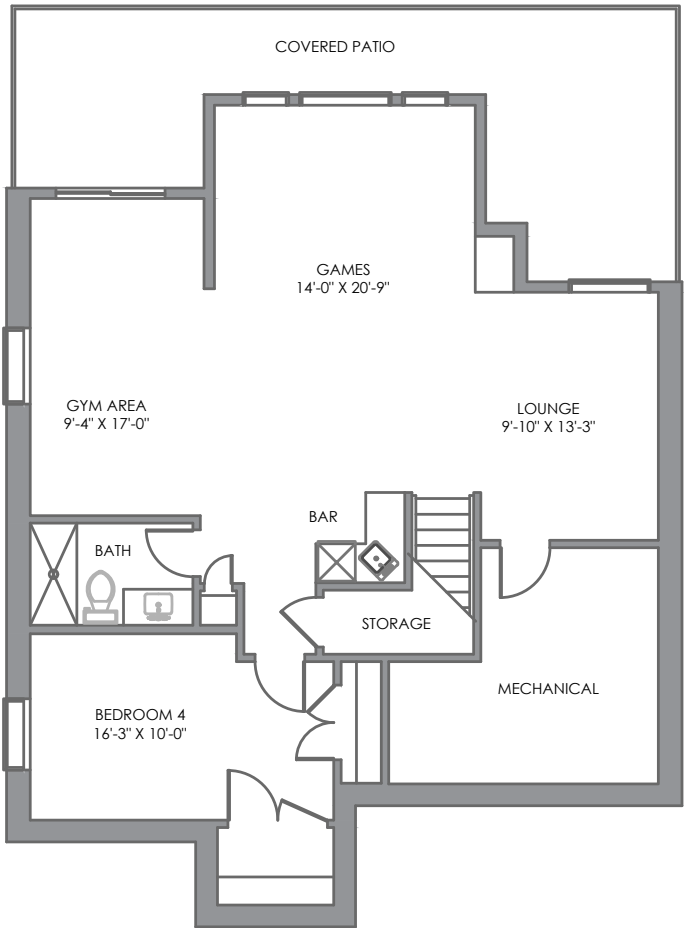 COVERED PATIO
GAMES
14'-0" X 20'-9"
GYM AREA
9'-4" X 17'-0"
LOUNGE
9'-10" X 13'-3"
BAR
BATH
STORAGE
MECHANICAL
BEDROOM 4
16'-3" X 10'-0"